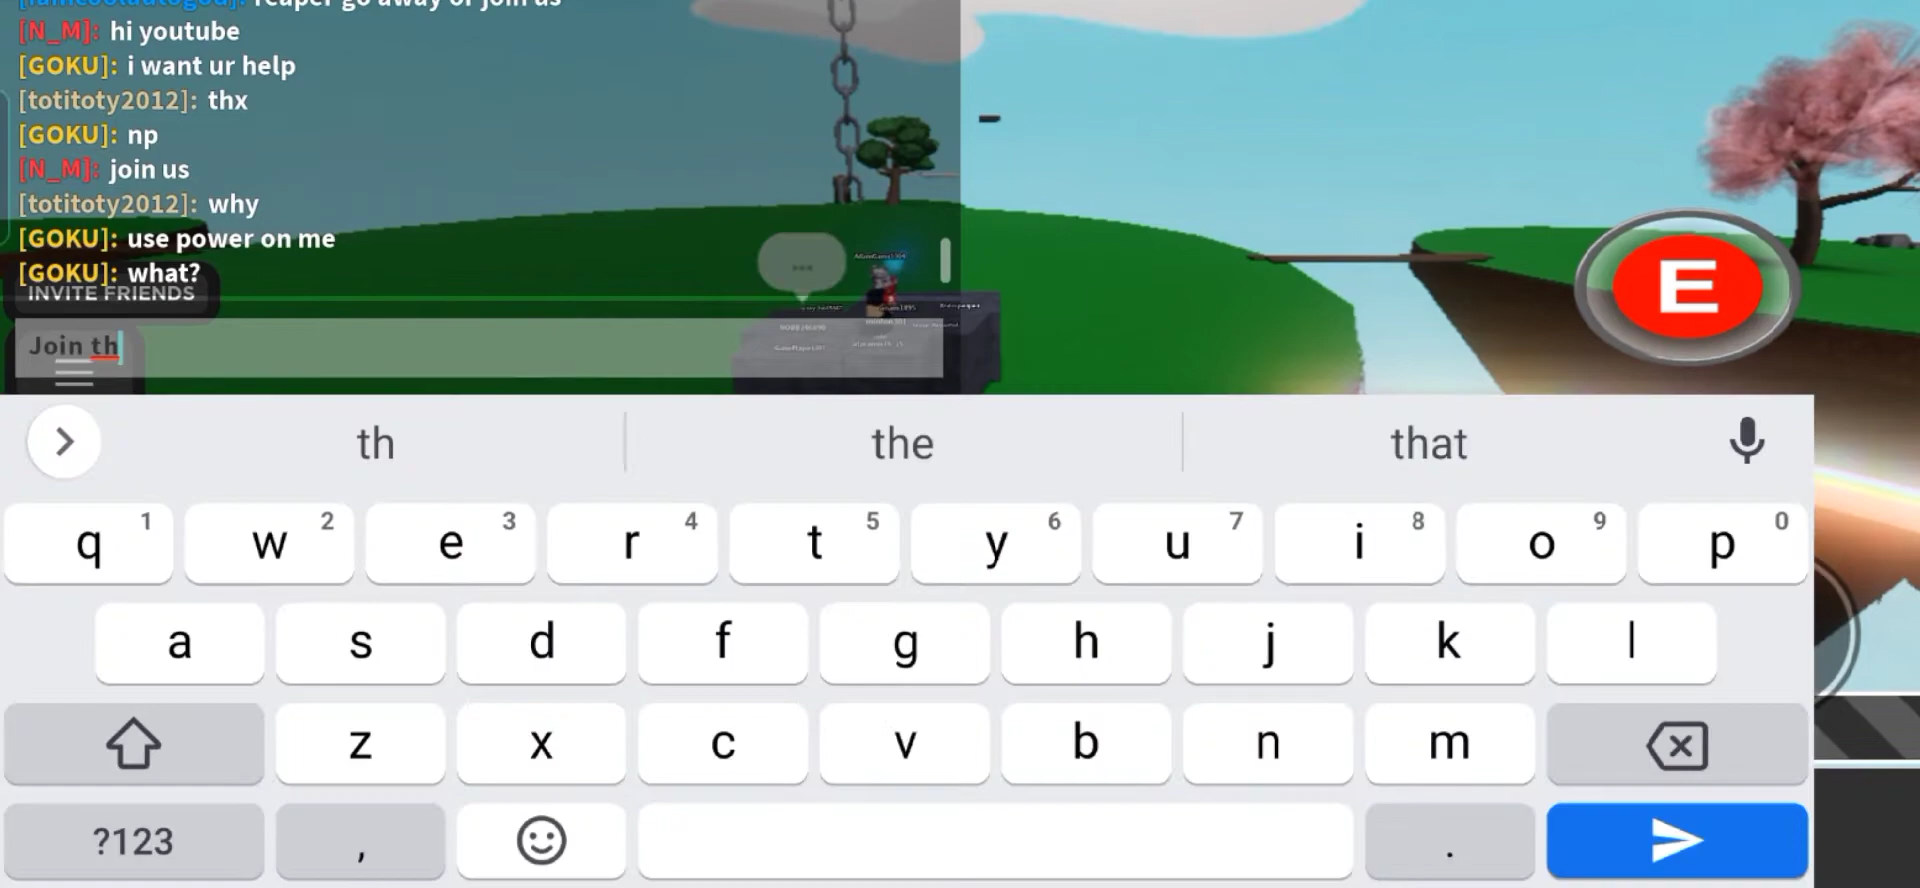 [N_M]: hi youtube
[GOKU]: i want ur help
[totitoty2012]: thx
[GOKU]: np
[N_M]: join us
[totitoty2012]: why
[GOKU]: use power on me
[GOKU]: what?
INVITE FRIENDS
Join th
E
th the that
q 1 w 2 e 3 r 4 t 5 y 6 u 7 i 8 o 9 p 0
a s d f g h j k l
z x c v b n m
?123 , .